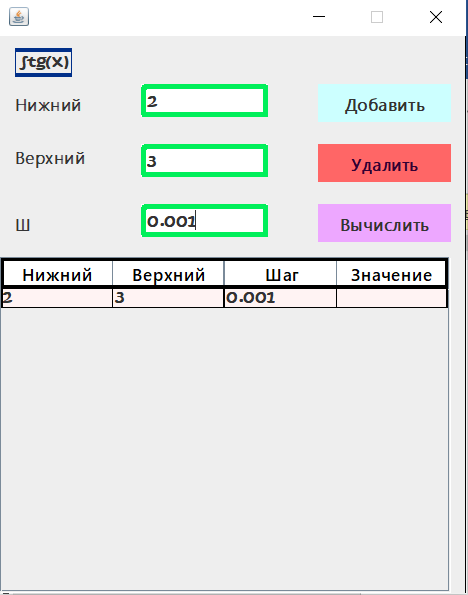 ∫tg(X)
Нижний 2 Добавить
Верхний 3 Удалить
Ш 0.001 Вычислить
Нижний Верхний Шаг Значение
2 3 0.001